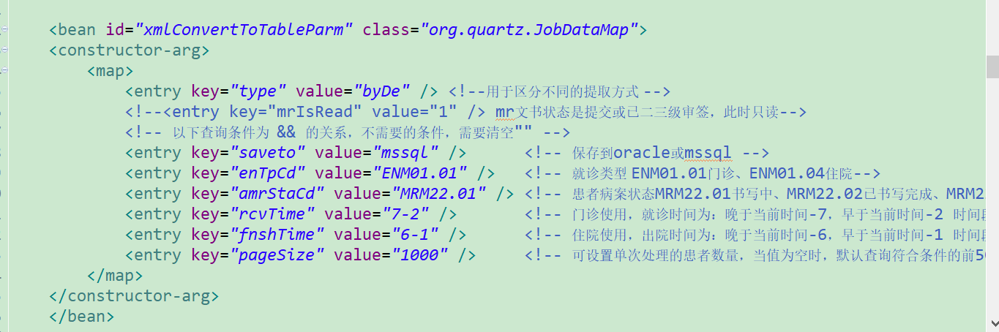 <bean id="xmlConvertToTableParm" class="org.quartz.JobDataMap">
<constructor-arg>
<map>
<entry key="type" value="byDe" /> <!--用于区分不同的提取方式 -->
<!--<entry key="mrIsRead" value="1" /> mr文书状态是提交或己二三级审签，此时只读-->
<!-- 以下查询条件为 && 的关系，不需要的条件，需要清空"" -->
<entry key="saveto" value="mssql" /> <!-- 保存到oracle或mssql -->
<entry key="enTpCd" value="ENM01.01" /> <!-- 就诊类型 ENM01.01门诊、ENM01.04住院-->
<entry key="amrStaCd" value="MRM22.01" /> <!-- 患者病案状态MRM22.01书写中、MRM22.02已书写完成、MRM2
<entry key="rcvTime" value="7-2" /> <!-- 门诊使用，就诊时间为：晚于当前时间-7，早于当前时间-2 时间段
<entry key="fnshTime" value="6-1" /> <!-- 住院使用，出院时间为：晚于当前时间-6，早于当前时间-1 时间段
<entry key="pageSize" value="1000" /> <!-- 可设置单次处理的患者数量，当值为空时，默认查询符合条件的前50
</map>
</constructor-arg>
</bean>